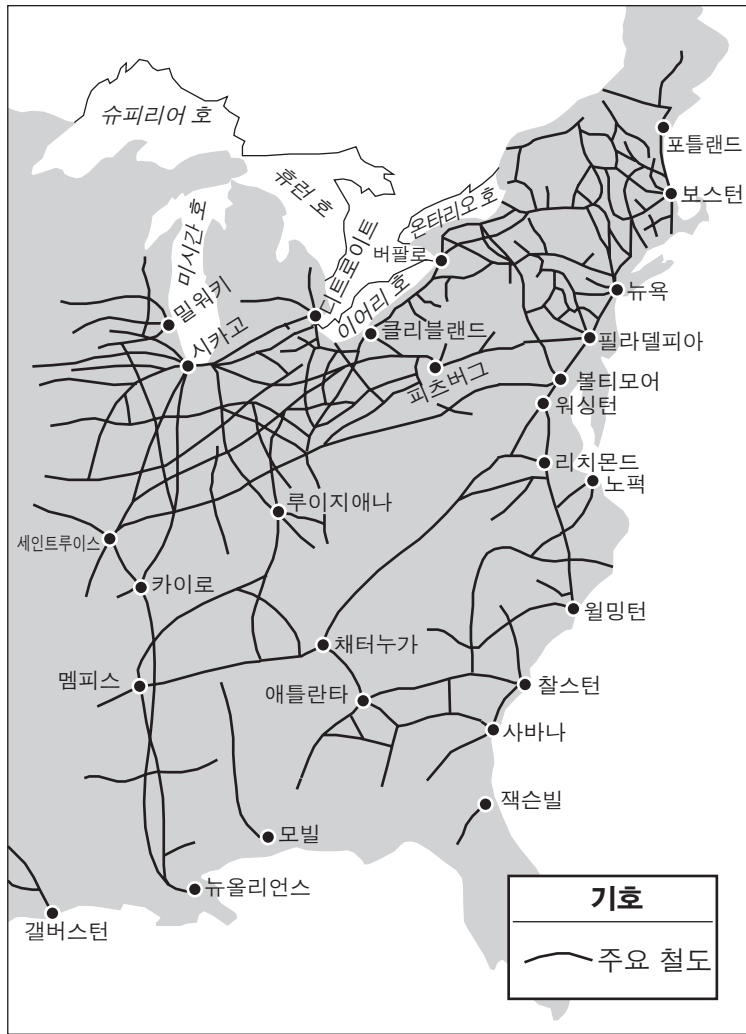 슈피리어 호
휴런 호
온타리오 호
미시간 호
이어리 호
포틀랜드
보스턴
버팔로
디트로이트
뉴욕
밀워키
클리블랜드
필라델피아
시카고
피츠버그
볼티모어
워싱턴
리치몬드
노퍽
루이지애나
세인트루이스
카이로
윌밍턴
채터누가
멤피스
애틀란타
찰스턴
사바나
잭슨빌
모빌
뉴올리언스
갤버스턴
기호
주요 철도